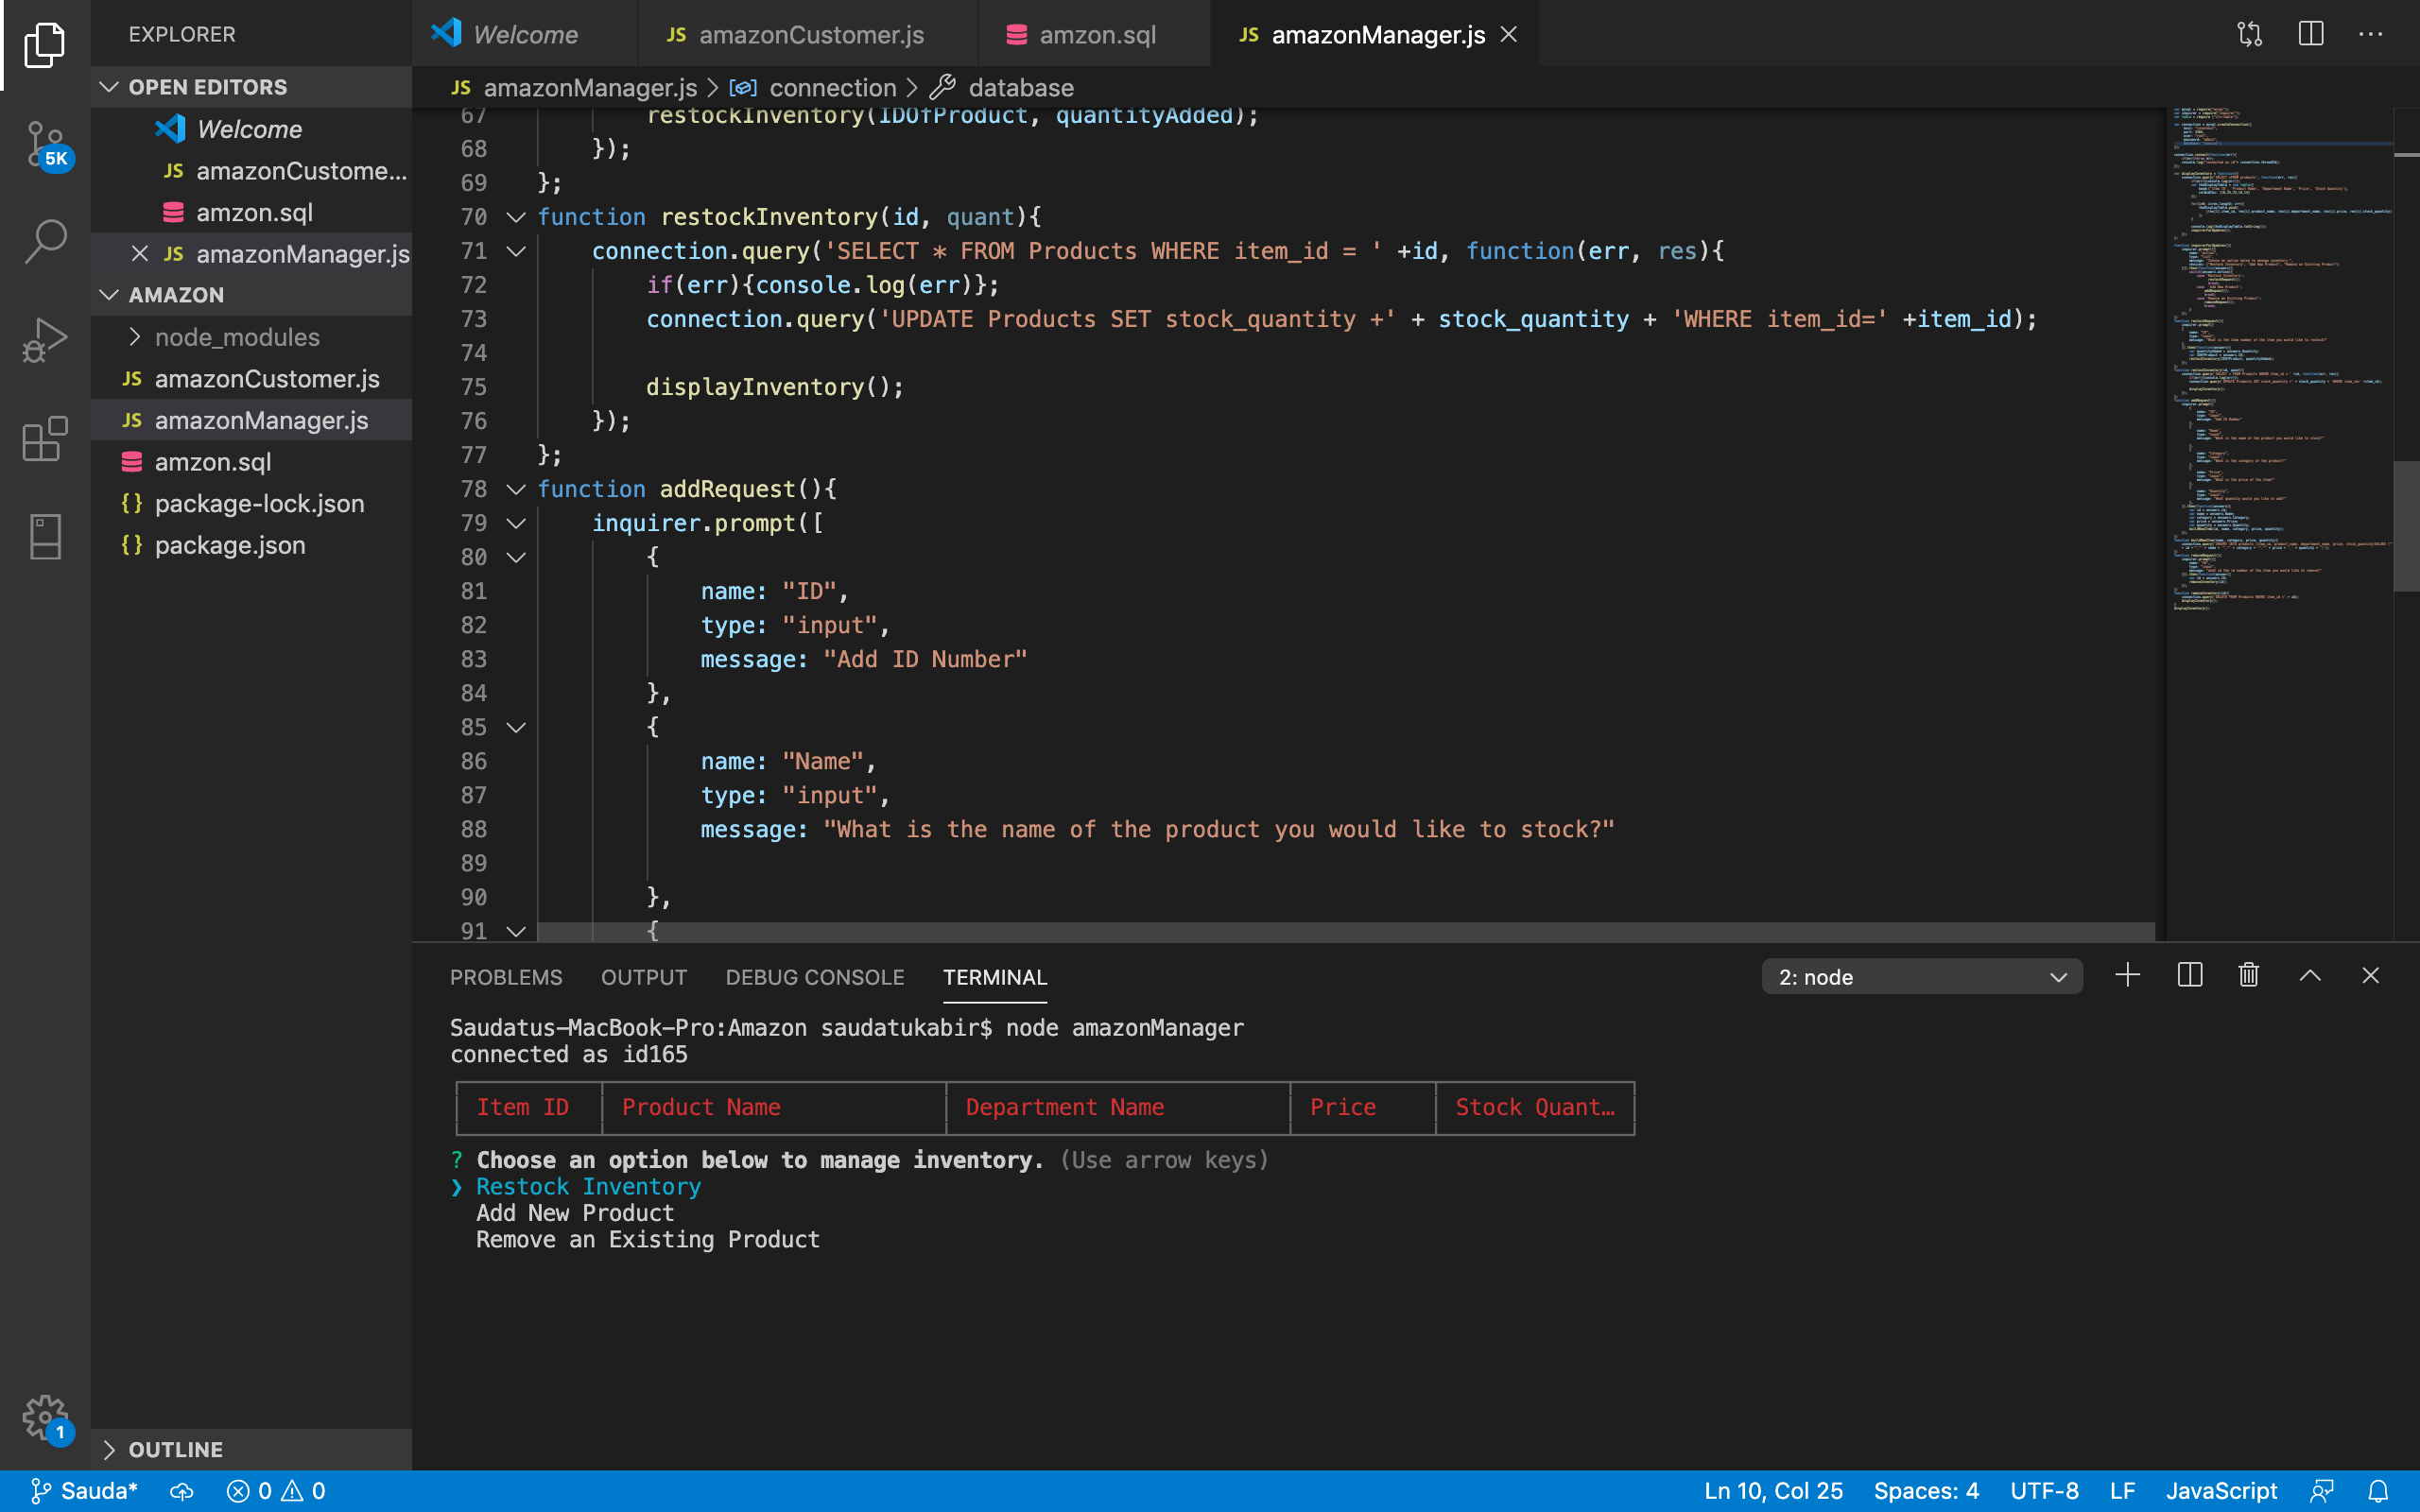 EXPLORER
OPEN EDITORS
Welcome
JS amazonCustome...
amzon.sql
JS amazonManager.js
AMAZON
node_modules
JS amazonCustomer.js
JS amazonManager.js
amzon.sql
{} package-lock.json
{} package.json
OUTLINE
5K
1
Welcome
JS amazonCustomer.js
amzon.sql
JS amazonManager.js
JS amazonManager.js > connection > database
67 restockInventory(IDOfProduct, quantityAdded);
68 });
69 };
70 function restockInventory(id, quant){
71 connection.query('SELECT * FROM Products WHERE item_id = ' +id, function(err, res){
72 if(err){console.log(err)};
73 connection.query('UPDATE Products SET stock_quantity +' + stock_quantity + 'WHERE item_id=' +item_id);
74
75 displayInventory();
76 });
77 };
78 function addRequest(){
79 inquirer.prompt([
80 {
81 name: "ID",
82 type: "input",
83 message: "Add ID Number"
84 },
85 {
86 name: "Name",
87 type: "input",
88 message: "What is the name of the product you would like to stock?"
89
90 },
91 {
PROBLEMS OUTPUT DEBUG CONSOLE TERMINAL
2: node
Saudatus-MacBook-Pro:Amazon saudatukabir$ node amazonManager
connected as id165
Item ID Product Name Department Name Price Stock Quant…
? Choose an option below to manage inventory. (Use arrow keys)
❯ Restock Inventory
Add New Product
Remove an Existing Product
Sauda* 0 0
Ln 10, Col 25 Spaces: 4 UTF-8 LF JavaScript